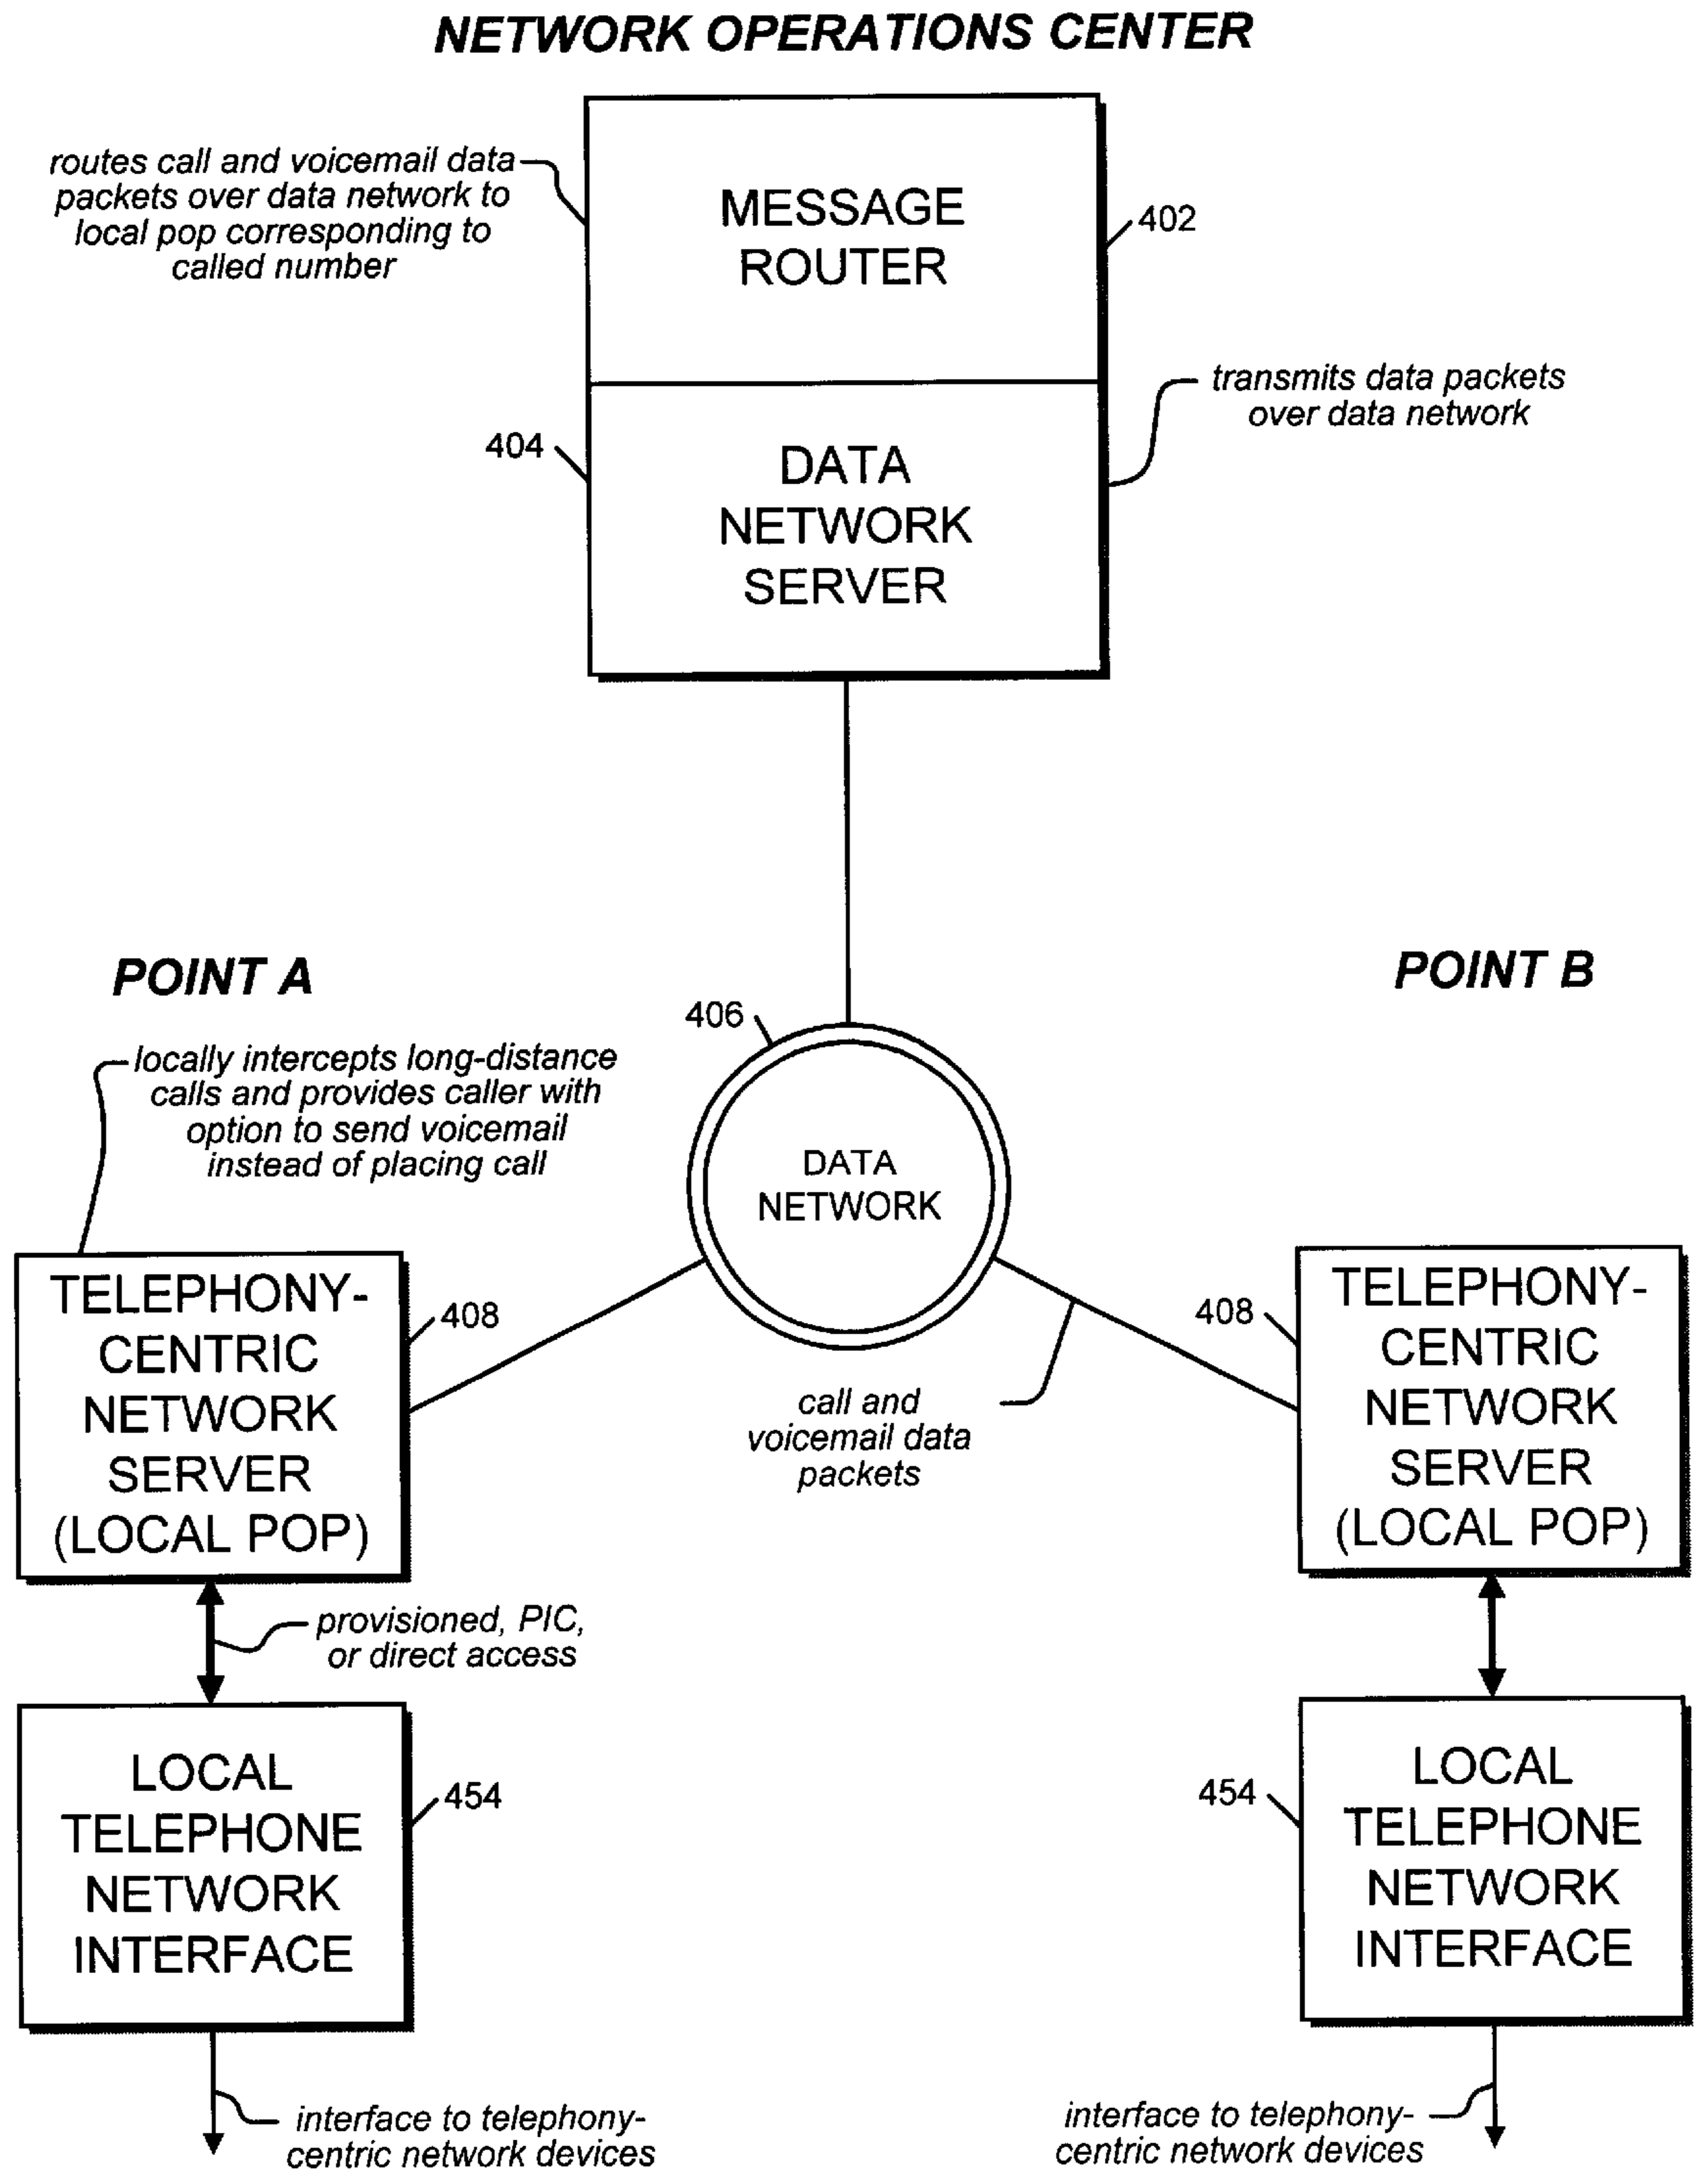 NETWORK OPERATIONS CENTER
routes call and voicemail data
packets over data network to
local pop corresponding to
called number
MESSAGE
ROUTER
402
transmits data packets
over data network
404
DATA
NETWORK
SERVER
POINT A
POINT B
406
locally intercepts long-distance
calls and provides caller with
option to send voicemail
instead of placing call
DATA
NETWORK
TELEPHONY-
CENTRIC
NETWORK
SERVER
(LOCAL POP)
408
call and
voicemail data
packets
408
TELEPHONY-
CENTRIC
NETWORK
SERVER
(LOCAL POP)
provisioned, PIC,
or direct access
LOCAL
TELEPHONE
NETWORK
INTERFACE
454
454
LOCAL
TELEPHONE
NETWORK
INTERFACE
interface to telephony-
centric network devices
interface to telephony-
centric network devices